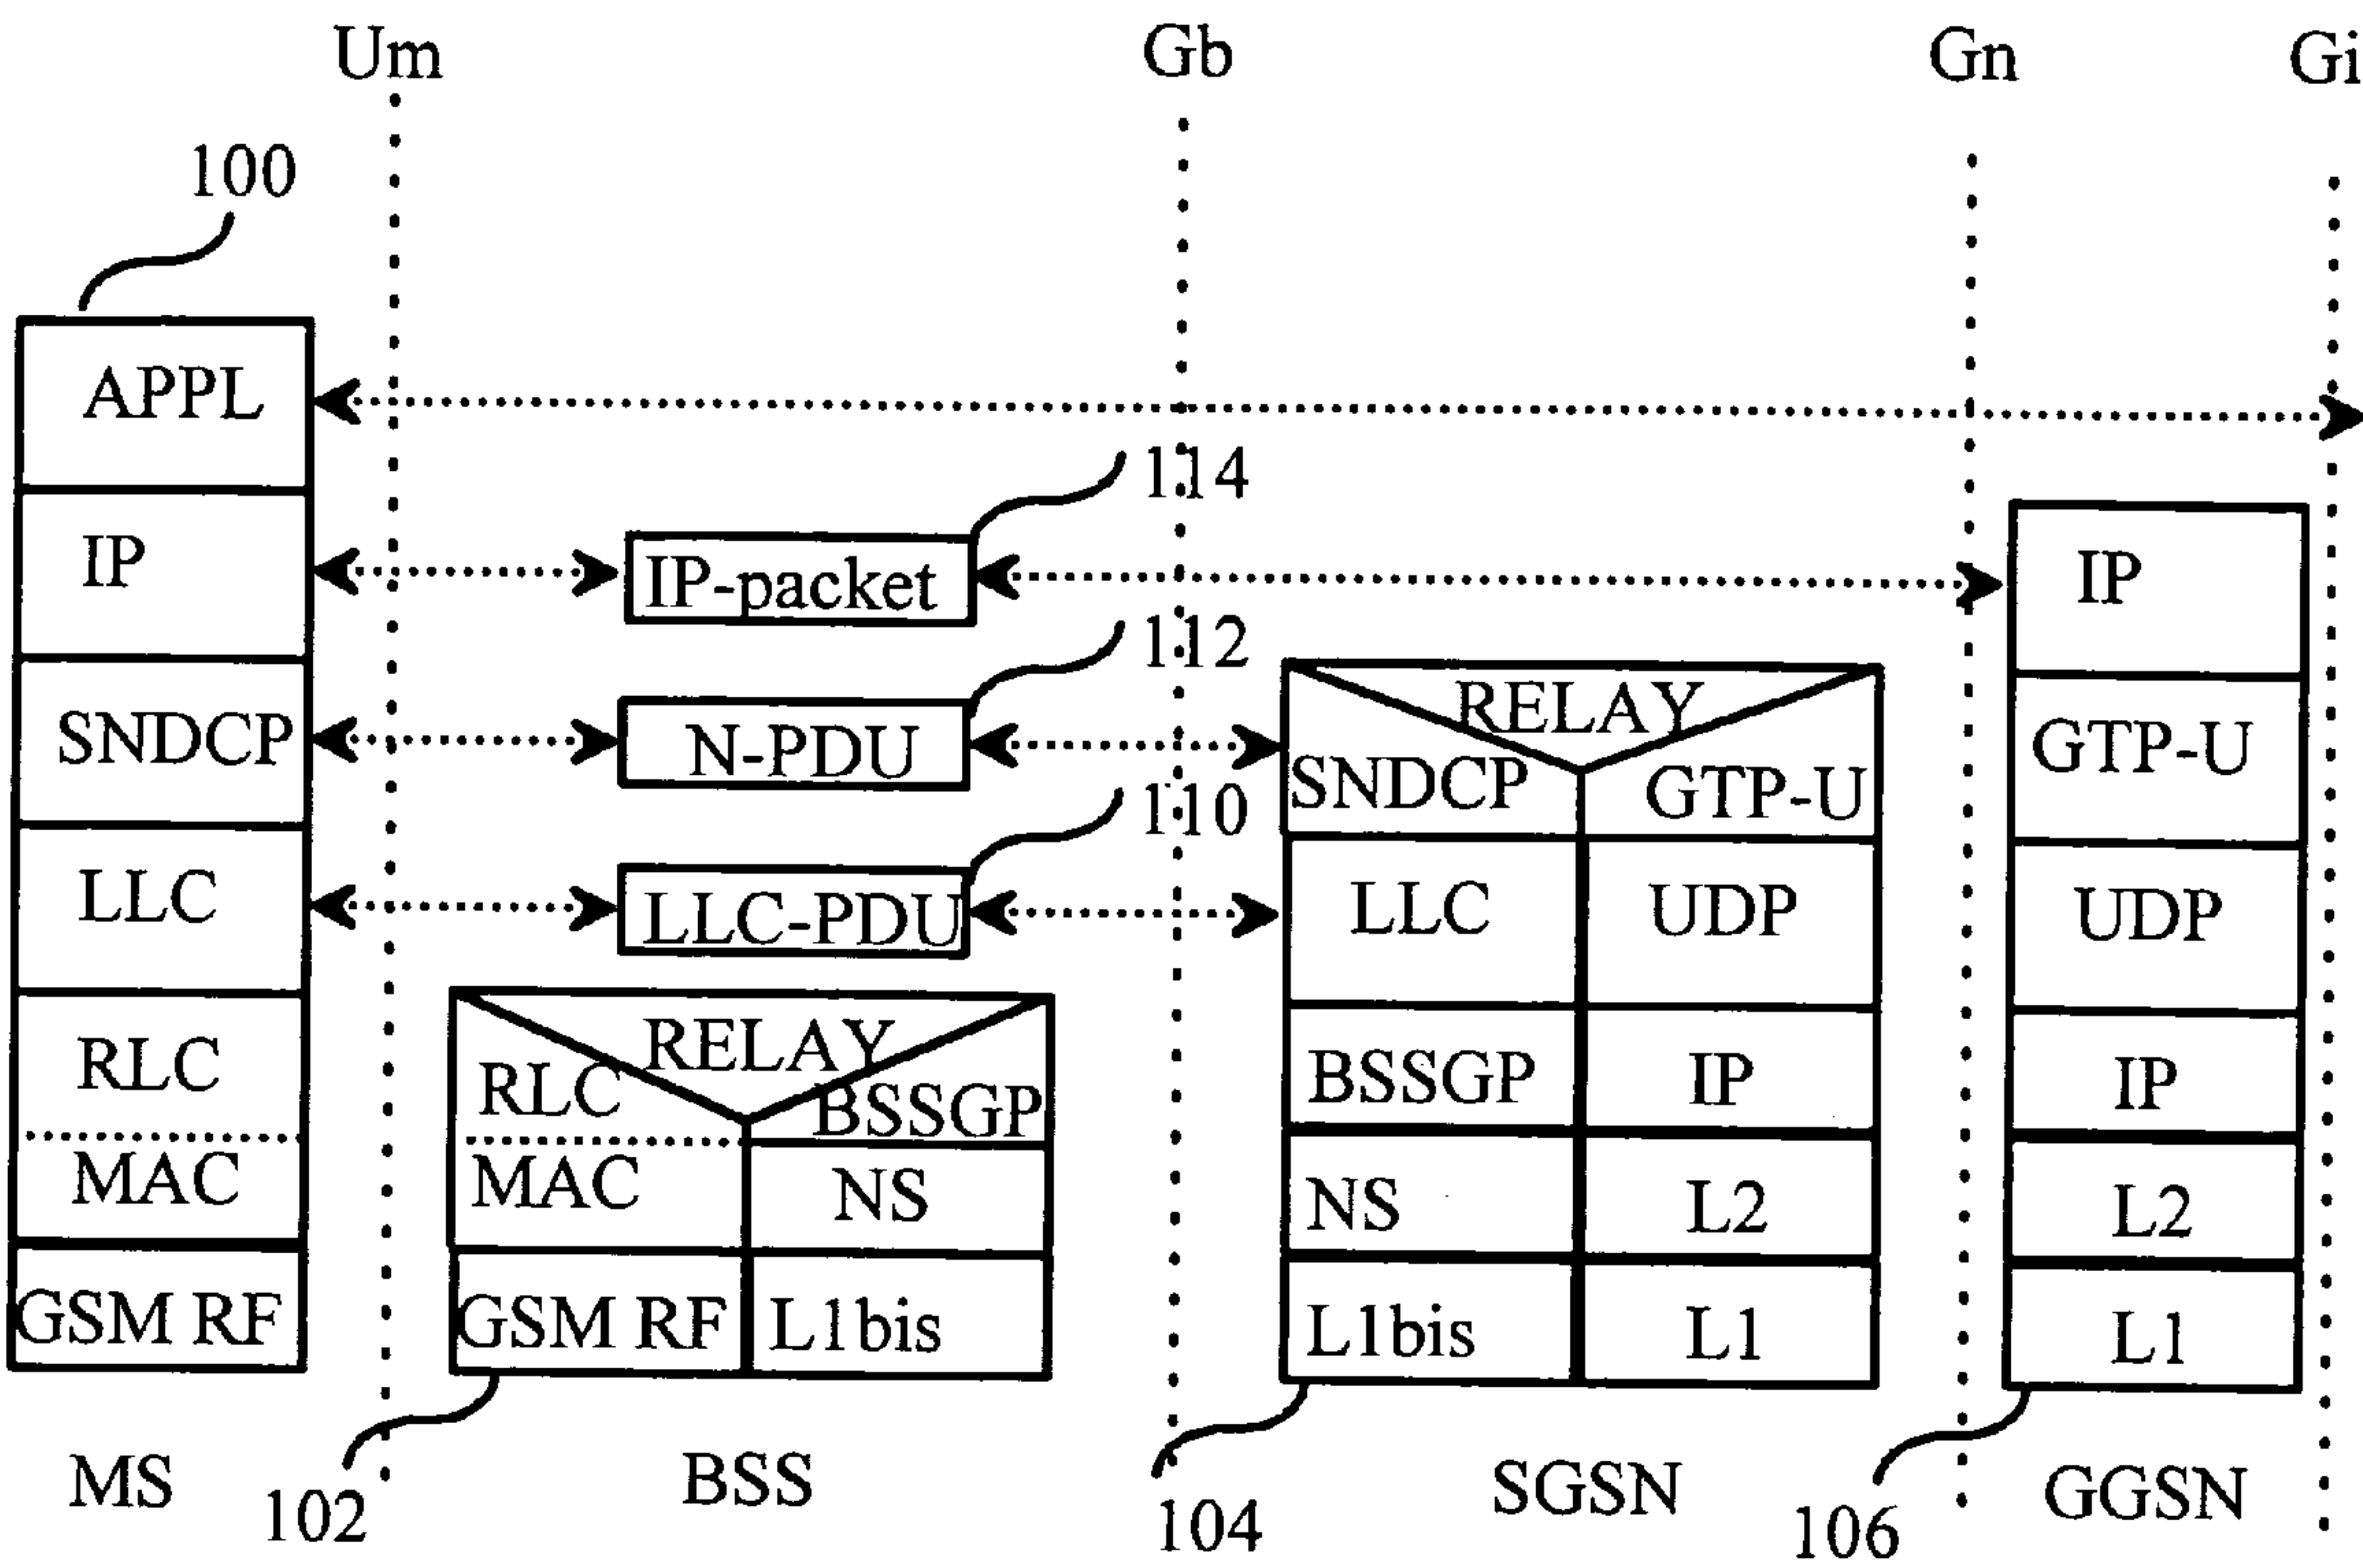 Um Gb Gn Gi
100
APPL
114
IP IP-packet IP
112
SNDCP N-PDU RELAY
SNDCP GTP-U GTP-U
110
LLC LLC-PDU LLC UDP UDP
RLC RELAY
RLC BSSGP BSSGP IP IP
MAC MAC NS NS L2 L2
GSM RF GSM RF L1bis L1bis L1 L1
MS BSS SGSN GGSN
102 104 106